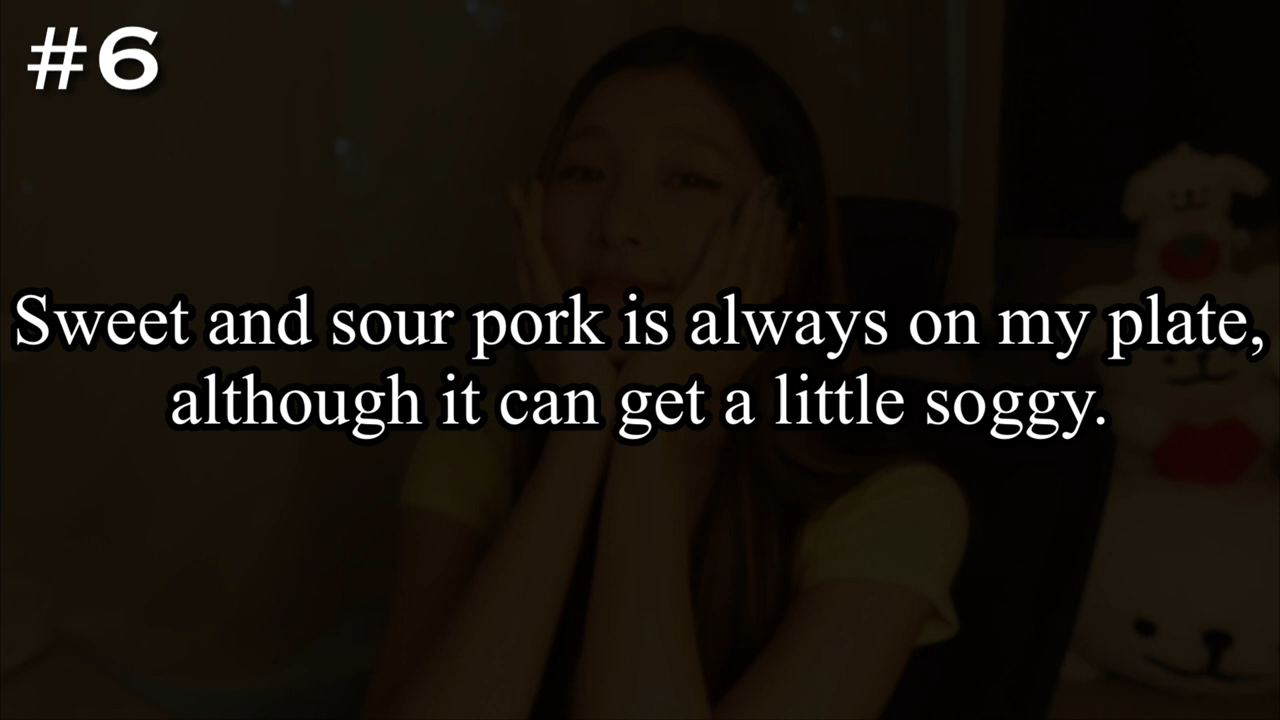 #6
Sweet and sour pork is always on my plate,
although it can get a little soggy.